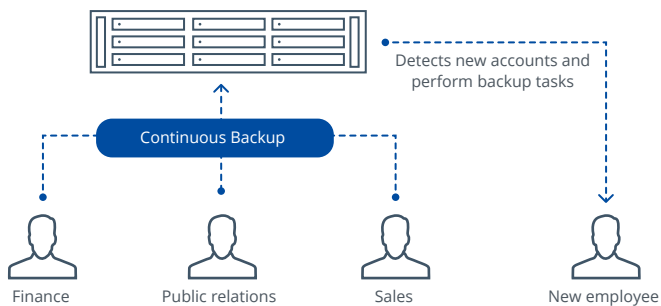 Detects new accounts and
perform backup tasks
Continuous Backup
Finance
Public relations
Sales
New employee